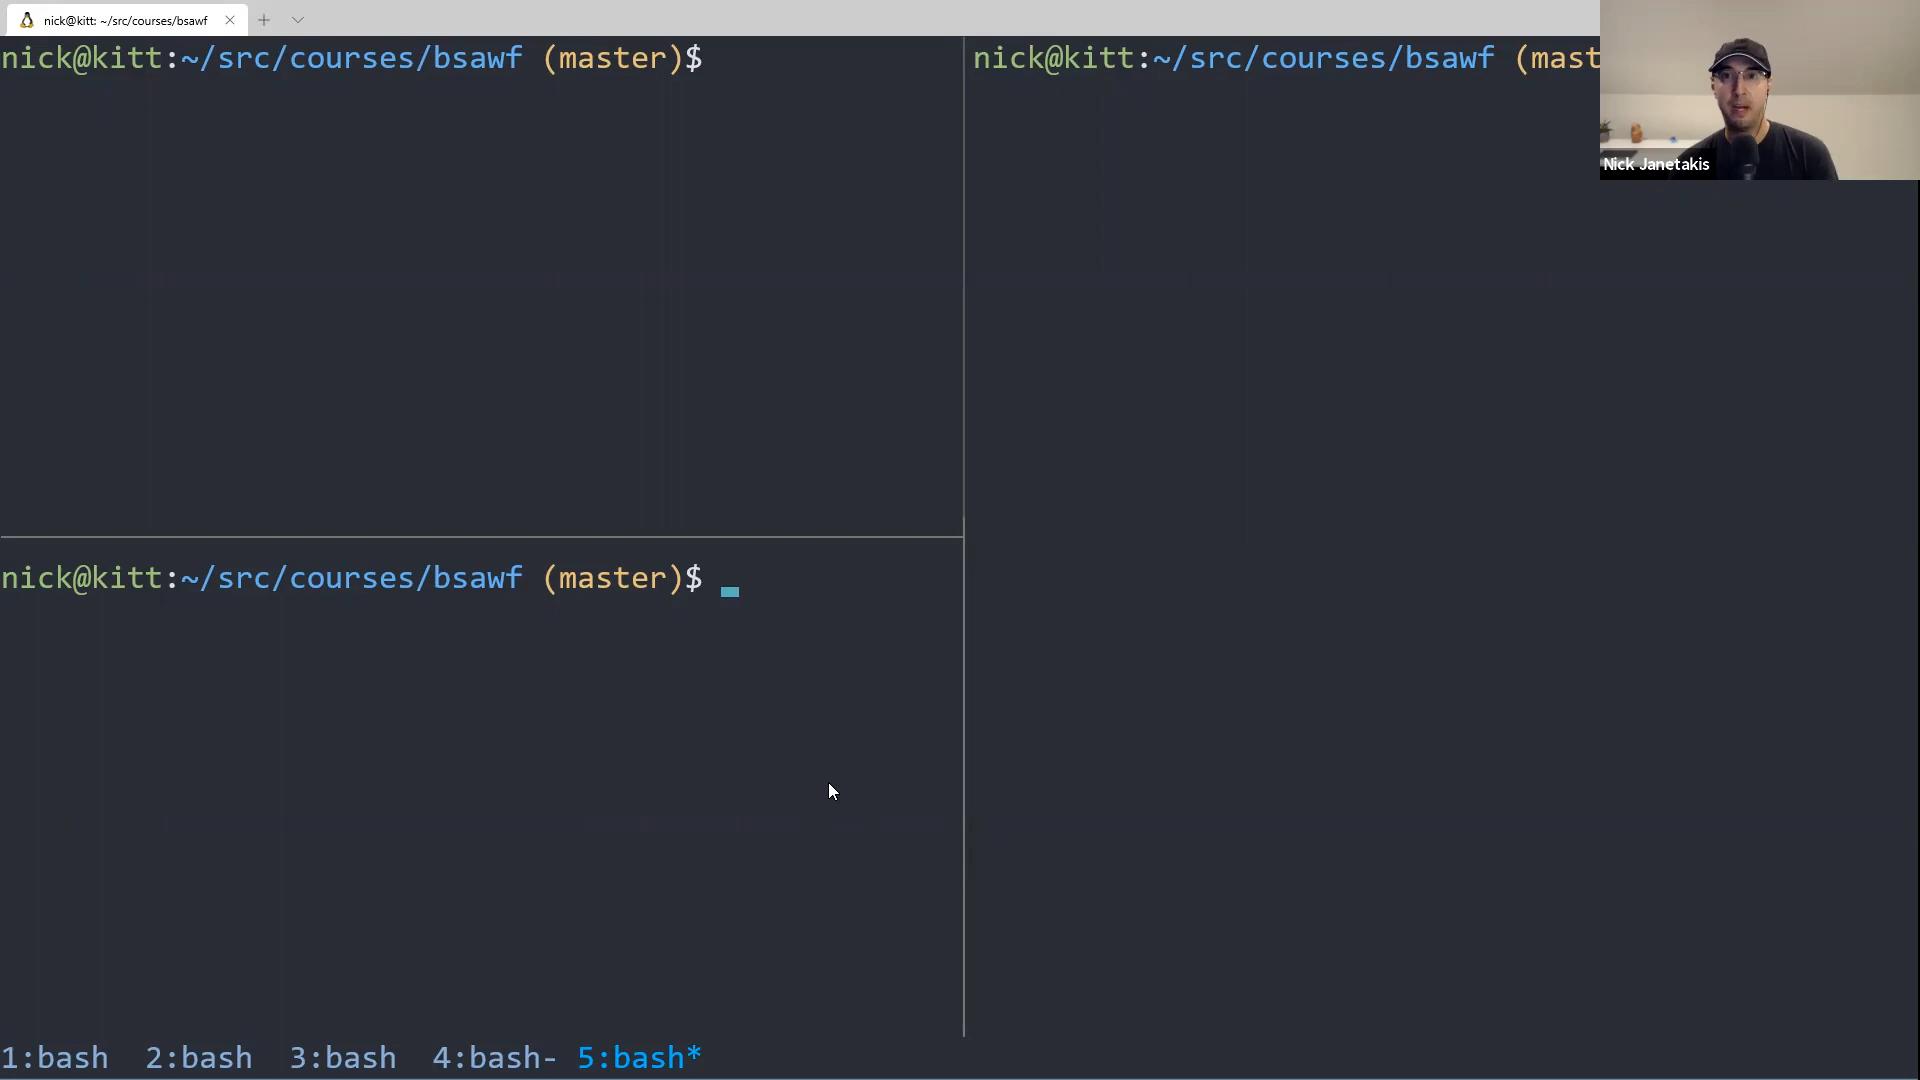 nick@kitt: ~/src/courses/bsawf
nick@kitt:~/src/courses/bsawf (master)$
nick@kitt:~/src/courses/bsawf (mast
Nick Janetakis
nick@kitt:~/src/courses/bsawf (master)$
1:bash 2:bash 3:bash 4:bash- 5:bash*